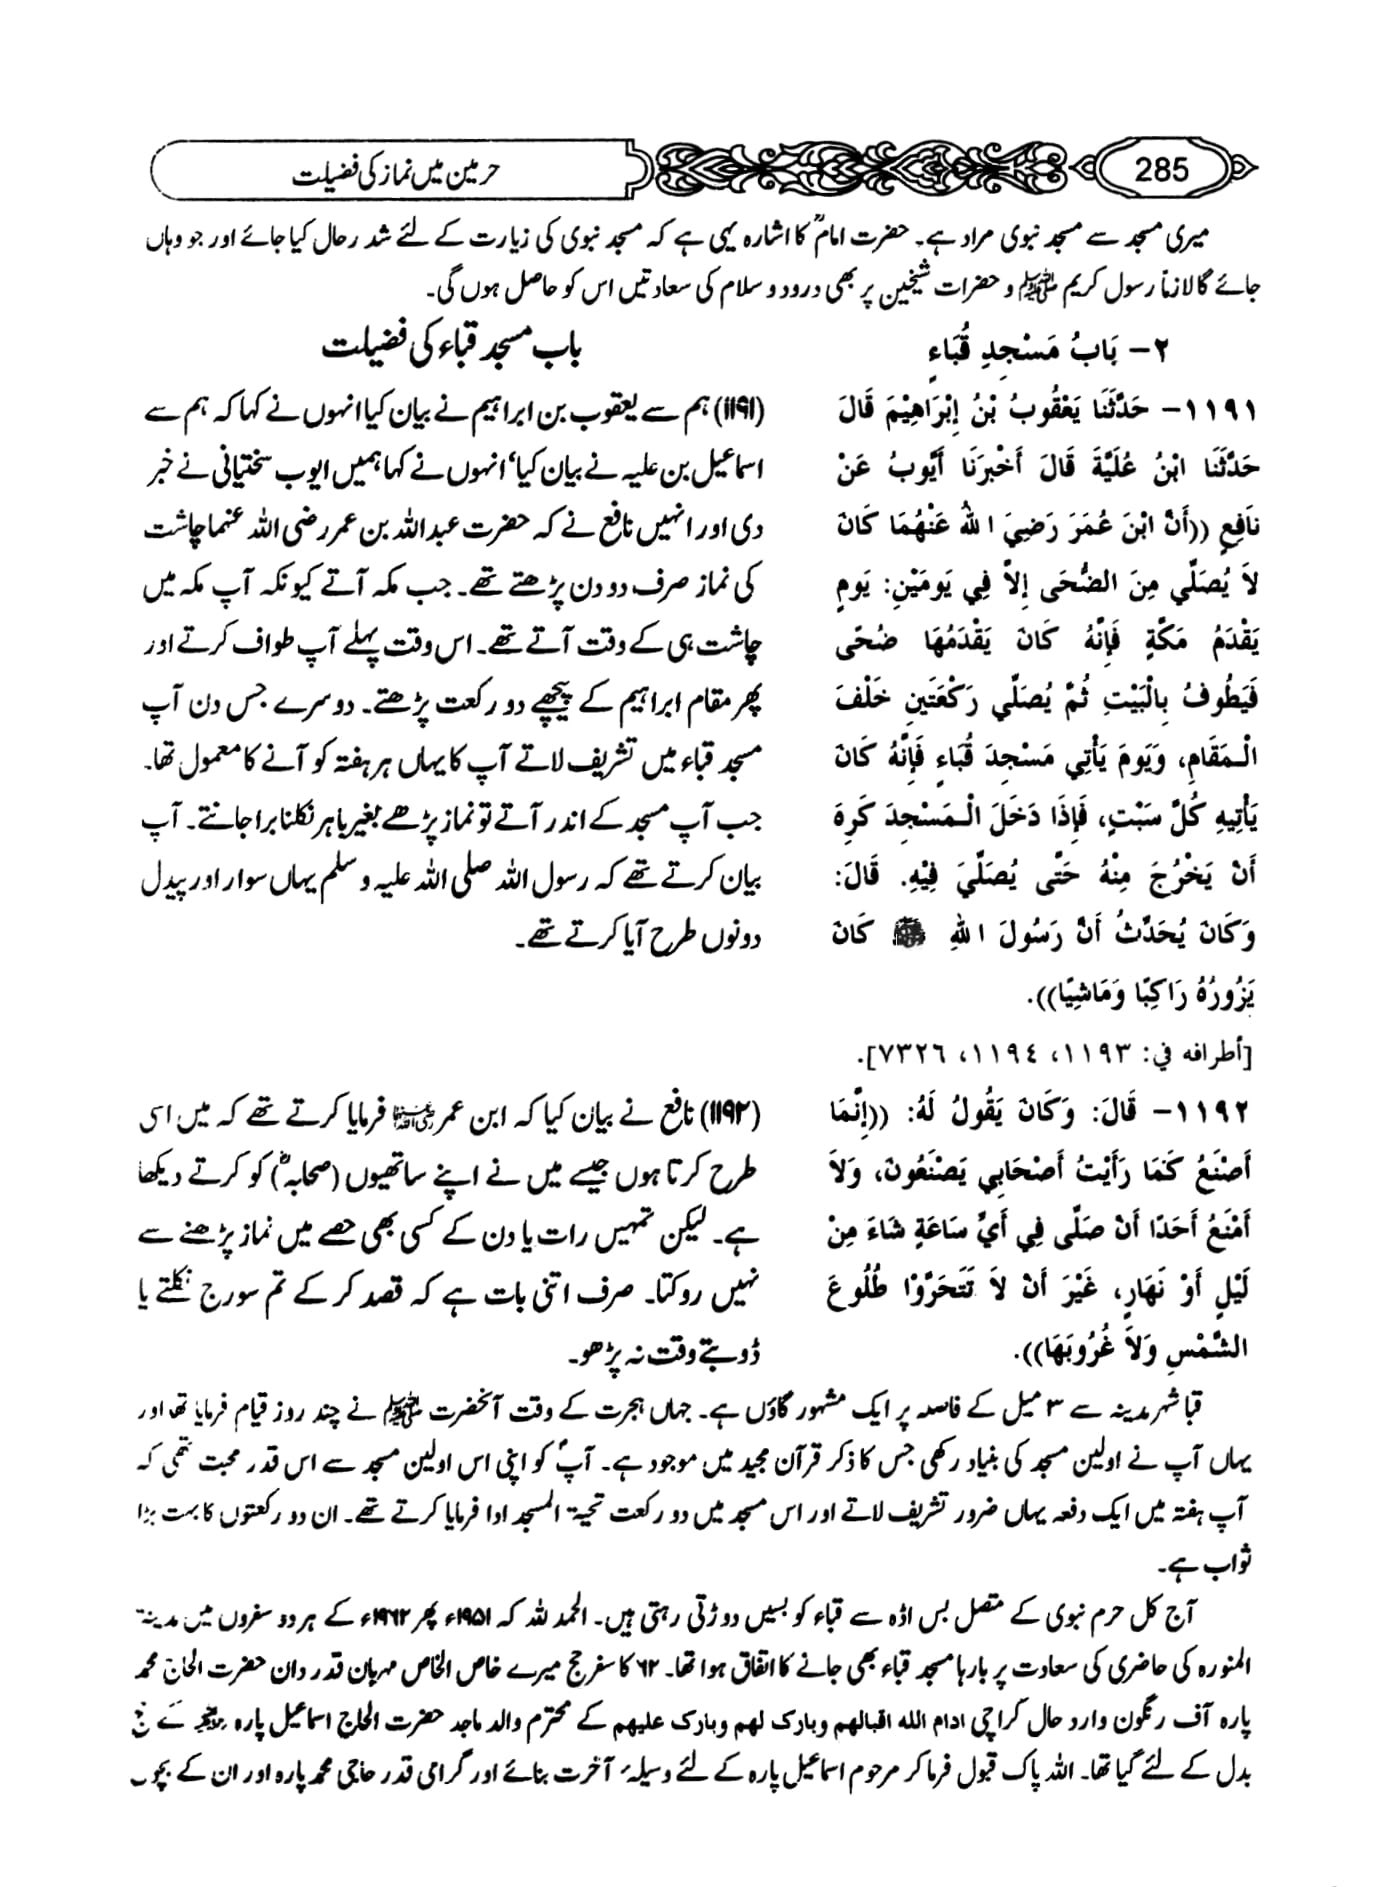 285
حرمین میں نماز کی فضیلت
میری مسجد سے مسجد نبوی مراد ہے۔ حضرت امامؒ کا اشارہ یہی ہے کہ مسجد نبوی کی زیارت کے لئے شد رحال کیا جائے اور جو وہاں
جائے گا لازماً رسول کریم ﷺ و حضرات شیخین پر بھی درود و سلام کی سعادتیں اس کو حاصل ہوں گی۔
٢- بَابُ مَسْجِدِ قُبَاءٍ
١١٩١- حَدَّثَنَا يَعْقُوبُ بْنُ إِبْرَاهِيْمَ قَالَ
حَدَّثَنَا ابْنُ عُلَيَّةَ قَالَ أَخْبَرَنَا أَيُّوبُ عَنْ
نَافِعٍ ((أَنَّ ابْنَ عُمَرَ رَضِيَ اللهُ عَنْهُمَا كَانَ
لاَ يُصَلِّي مِنَ الضُّحَى إِلاَّ فِي يَومَيْنِ: يَومِ
يَقْدَمُ مَكَّةٍ فَإِنَّهُ كَانَ يَقْدَمُهَا ضُحًى
فَيَطُوفُ بِالْبَيْتِ ثُمَّ يُصَلِّي رَكْعَتَينِ خَلْفَ
الْـمَقَامِ، وَيَومَ يَأْتِي مَسْجِدَ قُبَاءٍ فَإِنَّهُ كَانَ
يَأْتِيهِ كُلَّ سَبْتٍ، فَإِذَا دَخَلَ الْـمَسْجِدَ كَرِهَ
أَنْ يَخْرُجَ مِنْهُ حَتَّى يُصَلِّيَ فِيْهِ. قَالَ:
وَكَانَ يُحَدِّثُ أَنَّ رَسُولَ اللهِ ﷺ كَانَ
يَزُورُهُ رَاكِبًا وَمَاشِيًا)).
[أطرافه في: ١١٩٣، ١١٩٤، ٧٣٢٦].
١١٩٢- قَالَ: وَكَانَ يَقُولُ لَهُ: ((إِنَّمَا
أَصْنَعُ كَمَا رَأَيْتُ أَصْحَابِي يَصْنَعُونَ، وَلاَ
أَمْنَعُ أَحَدًا أَنْ صَلَّى فِي أَيِّ سَاعَةٍ شَاءَ مِنْ
لَيْلٍ أَوْ نَهَارٍ، غَيْرَ أَنْ لاَ تَتَحَرَّوْا طُلُوعَ
الشَّمْسِ وَلاَ غُرُوبَهَا)).
باب مسجد قباء کی فضیلت
(۱۱۹۱) ہم سے یعقوب بن ابراہیم نے بیان کیا انہوں نے کہا کہ ہم سے
اسماعیل بن علیہ نے بیان کیا‘ انہوں نے کہا ہمیں ایوب سختیانی نے خبر
دی اور انہیں نافع نے کہ حضرت عبداللہ بن عمر رضی اللہ عنہما چاشت
کی نماز صرف دو دن پڑھتے تھے۔ جب مکہ آتے کیونکہ آپ مکہ میں
چاشت ہی کے وقت آتے تھے۔ اس وقت پہلے آپ طواف کرتے اور
پھر مقام ابراہیم کے پیچھے دو رکعت پڑھتے۔ دوسرے جس دن آپ
مسجد قباء میں تشریف لاتے آپ کا یہاں ہر ہفتہ کو آنے کا معمول تھا۔
جب آپ مسجد کے اندر آتے تو نماز پڑھے بغیر باہر نکلنا برا جانتے۔ آپ
بیان کرتے تھے کہ رسول اللہ صلی اللہ علیہ و سلم یہاں سوار اور پیدل
دونوں طرح آیا کرتے تھے۔
(۱۱۹۲) نافع نے بیان کیا کہ ابن عمر رضی اللہ عنہما فرمایا کرتے تھے کہ میں اسی
طرح کرتا ہوں جیسے میں نے اپنے ساتھیوں (صحابہؓ) کو کرتے دیکھا
ہے۔ لیکن تمہیں رات یا دن کے کسی بھی حصے میں نماز پڑھنے سے
نہیں روکتا۔ صرف اتنی بات ہے کہ قصد کر کے تم سورج نکلتے یا
ڈوبتے وقت نہ پڑھو۔
قبا شہر مدینہ سے ۳ میل کے فاصلہ پر ایک مشہور گاؤں ہے۔ جہاں ہجرت کے وقت آنحضرت ﷺ نے چند روز قیام فرمایا تھا اور
یہاں آپ نے اولین مسجد کی بنیاد رکھی جس کا ذکر قرآن مجید میں موجود ہے۔ آپؐ کو اپنی اس اولین مسجد سے اس قدر محبت تھی کہ
آپ ہفتہ میں ایک دفعہ یہاں ضرور تشریف لاتے اور اس مسجد میں دو رکعت تحیۃ المسجد ادا فرمایا کرتے تھے۔ ان دو رکعتوں کا بہت بڑا
ثواب ہے۔
آج کل حرم نبوی کے متصل بس اڈہ سے قباء کو بسیں دوڑتی رہتی ہیں۔ الحمد للہ کہ ۱۹۵۱ء پھر ۱۹۶۲ء کے ہر دو سفروں میں مدینۃ
المنورہ کی حاضری کی سعادت پر بارہا مسجد قباء بھی جانے کا اتفاق ہوا تھا۔ ۶۲ کا سفر حج میرے خاص الخاص مہربان قدر دان حضرت الحاج محمد
پارہ آف رنگون وارد حال کراچی ادام اللہ اقبالهم وبارک لهم وبارک علیهم کے محترم والد ماجد حضرت الحاج اسماعیل پارہ کے حج
بدل کے لئے گیا تھا۔ اللہ پاک قبول فرما کر مرحوم اسماعیل پارہ کے لئے وسیلۂ آخرت بنائے اور گرامی قدر حاجی محمد پارہ اور ان کے بچوں